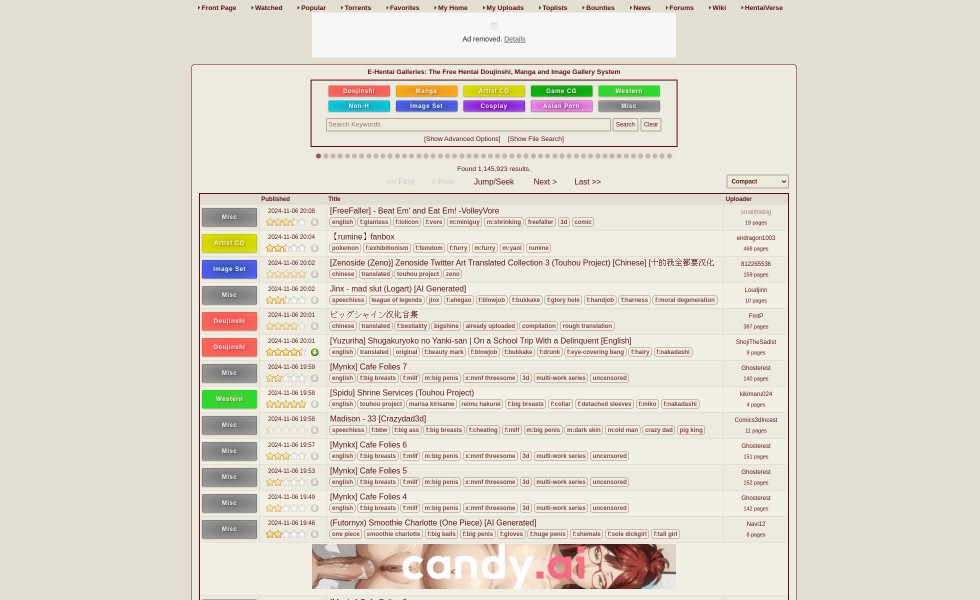 Front Page Watched Popular Torrents Favorites My Home My Uploads Toplists Bounties News Forums Wiki HentaiVerse
Ad removed. Details
E-Hentai Galleries: The Free Hentai Doujinshi, Manga and Image Gallery System
Doujinshi Manga Artist CG Game CG Western
Non-H Image Set Cosplay Asian Porn Misc
Search Keywords Search Clear
[Show Advanced Options] [Show File Search]
Found 1,145,923 results.
<< First < Prev Jump/Seek Next > Last >> Compact
Published Title Uploader
Misc 2024-11-06 20:08 [FreeFaller] - Beat Em' and Eat Em! -VolleyVore smallthebig
english f:giantess f:lolicon f:vore m:miniguy m:shrinking freefaller 3d comic 19 pages
Artist CG 2024-11-06 20:04 【rumine】fanbox endragon1003
pokemon f:exhibitionism f:femdom f:furry m:furry m:yaoi rumine 468 pages
Image Set 2024-11-06 20:02 [Zenoside (Zeno)] Zenoside Twitter Art Translated Collection 3 (Touhou Project) [Chinese] [十的我全都要汉化 812265536
chinese translated touhou project zeno 159 pages
Misc 2024-11-06 20:02 Jinx - mad slut (Logart) [AI Generated] Loudjinn
speechless league of legends jinx f:ahegao f:blowjob f:bukkake f:glory hole f:handjob f:harness f:moral degeneration 10 pages
Doujinshi 2024-11-06 20:01 ビッグシャイン汉化合集 FmtP
chinese translated f:bestiality bigshine already uploaded compilation rough translation 387 pages
Doujinshi 2024-11-06 20:01 [Yuzuriha] Shugakuryoko no Yanki-san | On a School Trip With a Delinquent [English] ShojiTheSadist
english translated original f:beauty mark f:blowjob f:bukkake f:drunk f:eye-covering bang f:hairy f:nakadashi 9 pages
Misc 2024-11-06 19:59 [Mynkx] Cafe Folies 7 Ghosterest
english f:big breasts f:milf m:big penis x:mmf threesome 3d multi-work series uncensored 140 pages
Western 2024-11-06 19:58 [Spidu] Shrine Services (Touhou Project) kikimaru024
english touhou project marisa kirisame reimu hakurei f:big breasts f:collar f:detached sleeves f:miko f:nakadashi 4 pages
Misc 2024-11-06 19:58 Madison - 33 [Crazydad3d] Comics3dIncest
speechless f:bbw f:big ass f:big breasts f:cheating f:milf m:big penis m:dark skin m:old man crazy dad pig king 11 pages
Misc 2024-11-06 19:57 [Mynkx] Cafe Folies 6 Ghosterest
english f:big breasts f:milf m:big penis x:mmf threesome 3d multi-work series uncensored 151 pages
Misc 2024-11-06 19:53 [Mynkx] Cafe Folies 5 Ghosterest
english f:big breasts f:milf m:big penis x:mmf threesome 3d multi-work series uncensored 152 pages
Misc 2024-11-06 19:49 [Mynkx] Cafe Folies 4 Ghosterest
english f:big breasts f:milf m:big penis x:mmf threesome 3d multi-work series uncensored 142 pages
Misc 2024-11-06 19:46 (Futornyx) Smoothie Charlotte (One Piece) [AI Generated] Navi12
one piece smoothie charlotte f:big balls f:big penis f:gloves f:huge penis f:shemale f:sole dickgirl f:tall girl 8 pages
candy.ai